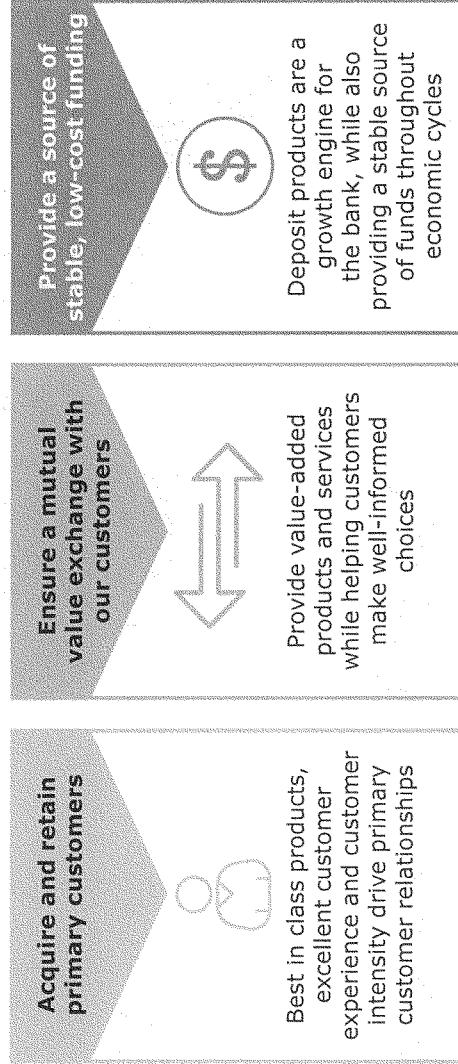 Acquire and retain
primary customers
Best in class products,
excellent customer
experience and customer
intensity drive primary
customer relationships
Ensure a mutual
value exchange with
our customers
Provide value-added
products and services
while helping customers
make well-informed
choices
Provide a source of
stable, low-cost funding
$
Deposit products are a
growth engine for
the bank, while also
providing a stable source
of funds throughout
economic cycles